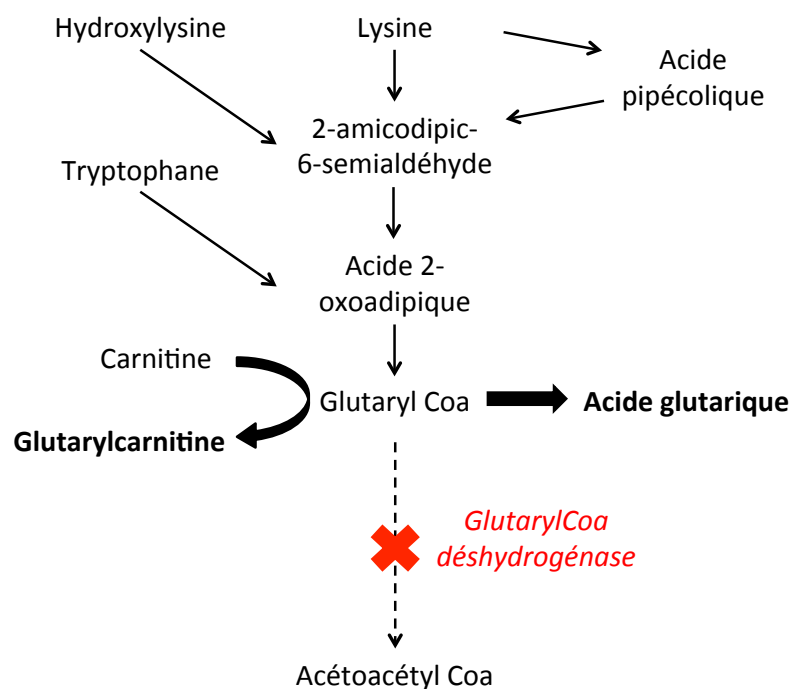 Hydroxylysine
Lysine
Acide
pipécolique
2-amicodipic-
6-semialdéhyde
Tryptophane
Acide 2-
oxoadipique
Carnitine
Glutaryl Coa
Acide glutarique
Glutarylcarnitine
GlutarylCoa
déshydrogénase
Acétoacétyl Coa